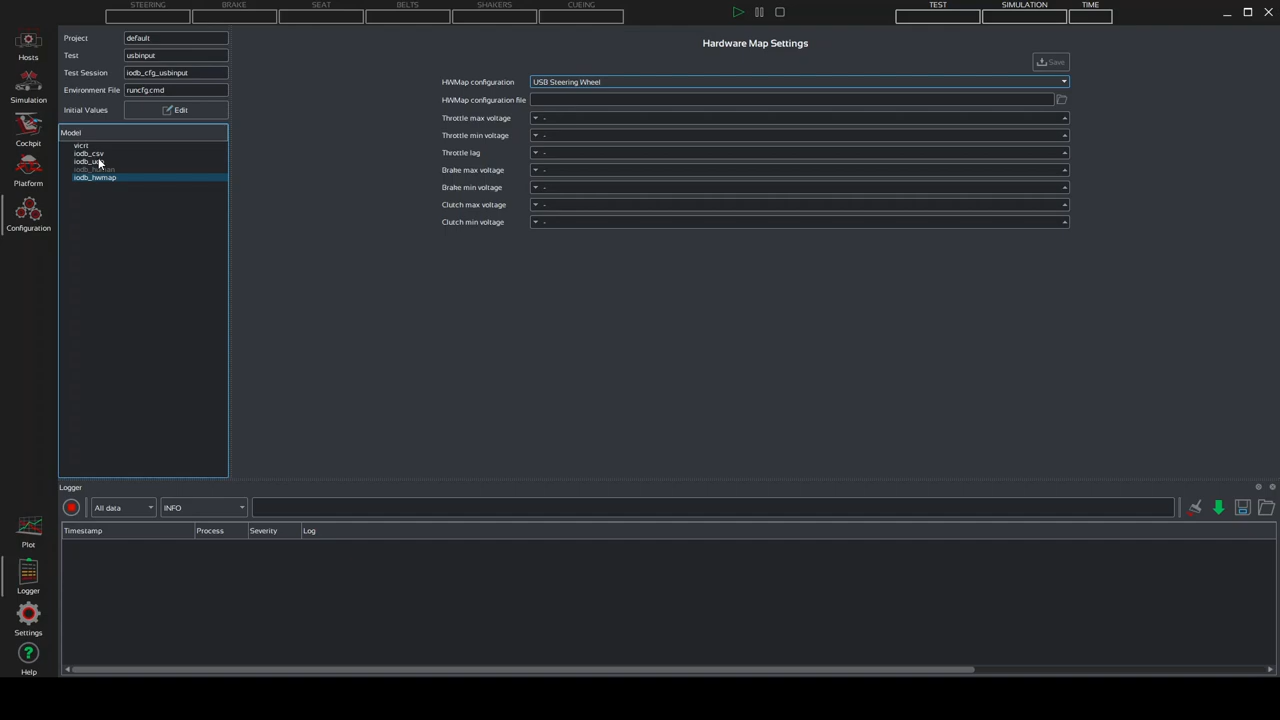 STEERING BRAKE SEAT BELTS SHAKERS CUEING TEST SIMULATION TIME
Hosts
Simulation
Cockpit
Platform
Configuration
Plot
Logger
Settings
Help
Project default
Test usbinput
Test Session iodb_cfg_usbinput
Environment File runcfg.cmd
Initial Values Edit
Model
vicrt
iodb_csv
iodb_hwmap
Hardware Map Settings
Save
HWMap configuration USB Steering Wheel
HWMap configuration file
Throttle max voltage -
Throttle min voltage -
Throttle lag -
Brake max voltage -
Brake min voltage -
Clutch max voltage -
Clutch min voltage -
Logger
All data INFO
Timestamp Process Severity Log